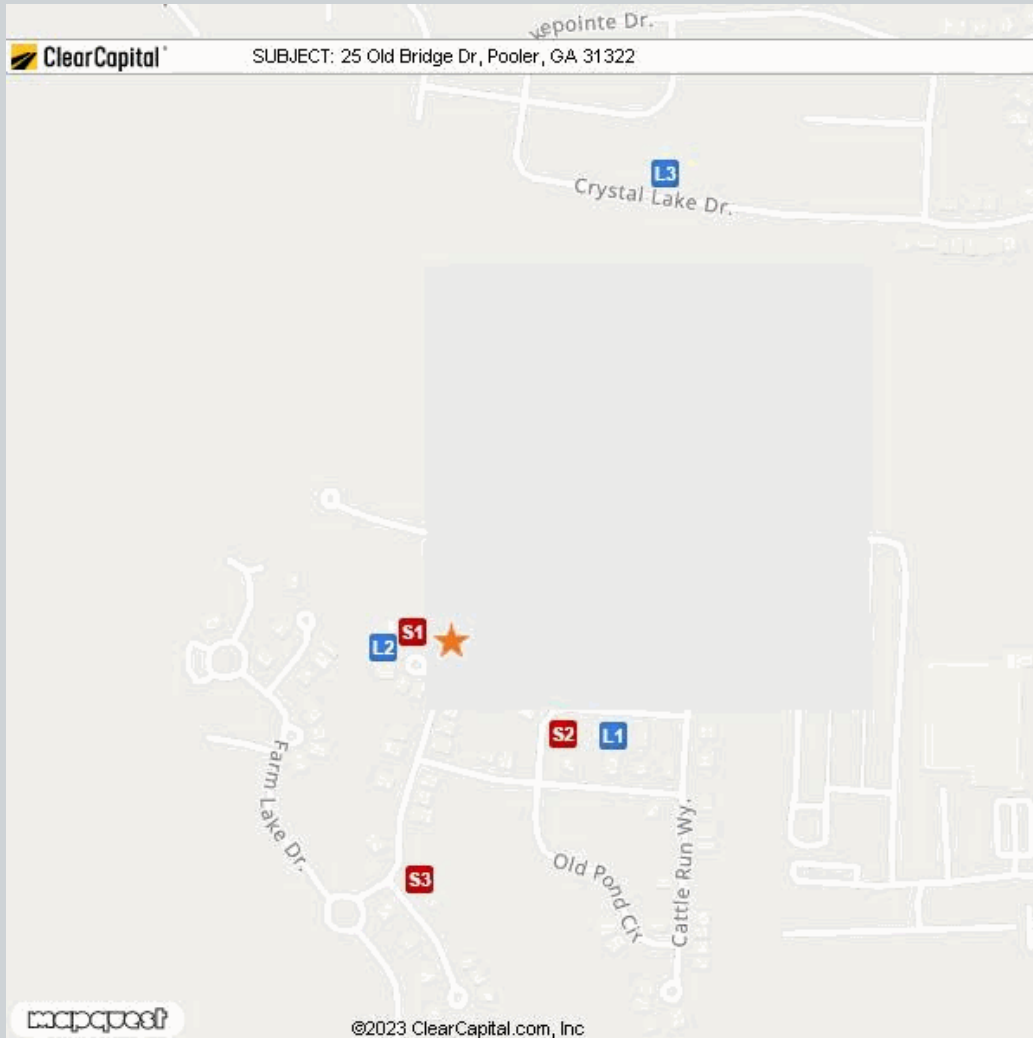 ClearCapital
SUBJECT: 25 Old Bridge Dr, Pooler, GA 31322
epointe Dr.
L3
Crystal Lake Dr.
S1
L2
S2
L1
Farm Lake Dr.
S3
Old Pond Cir
Cattle Run Wy.
mapquest
©2023 ClearCapital.com, Inc